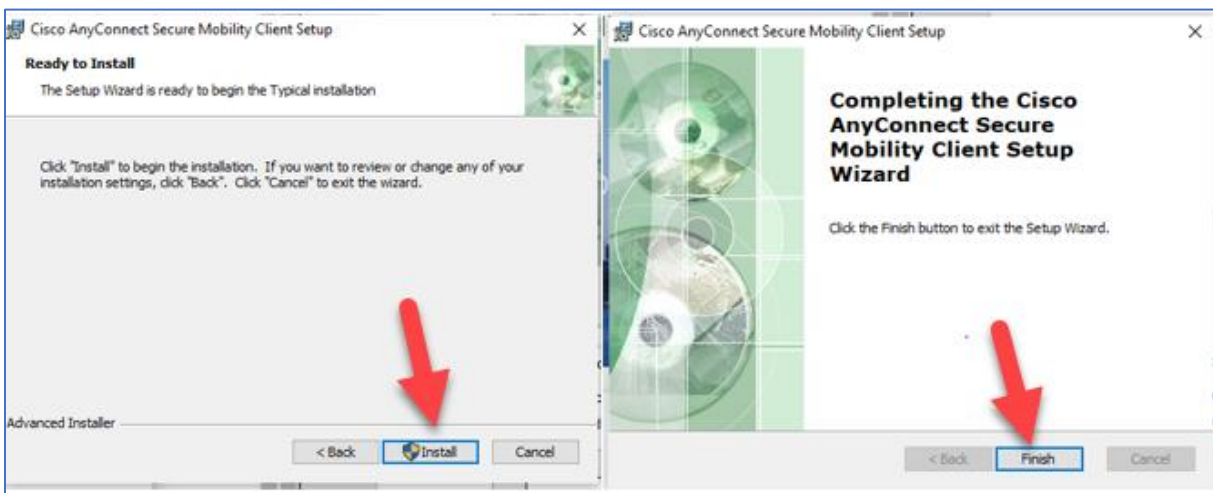 Cisco AnyConnect Secure Mobility Client Setup
Ready to Install
The Setup Wizard is ready to begin the Typical installation
Click "Install" to begin the installation. If you want to review or change any of your
installation settings, click "Back". Click "Cancel" to exit the wizard.
Advanced Installer
< Back
Install
Cancel
Cisco AnyConnect Secure Mobility Client Setup
Completing the Cisco
AnyConnect Secure
Mobility Client Setup
Wizard
Click the Finish button to exit the Setup Wizard.
< Back
Finish
Cancel